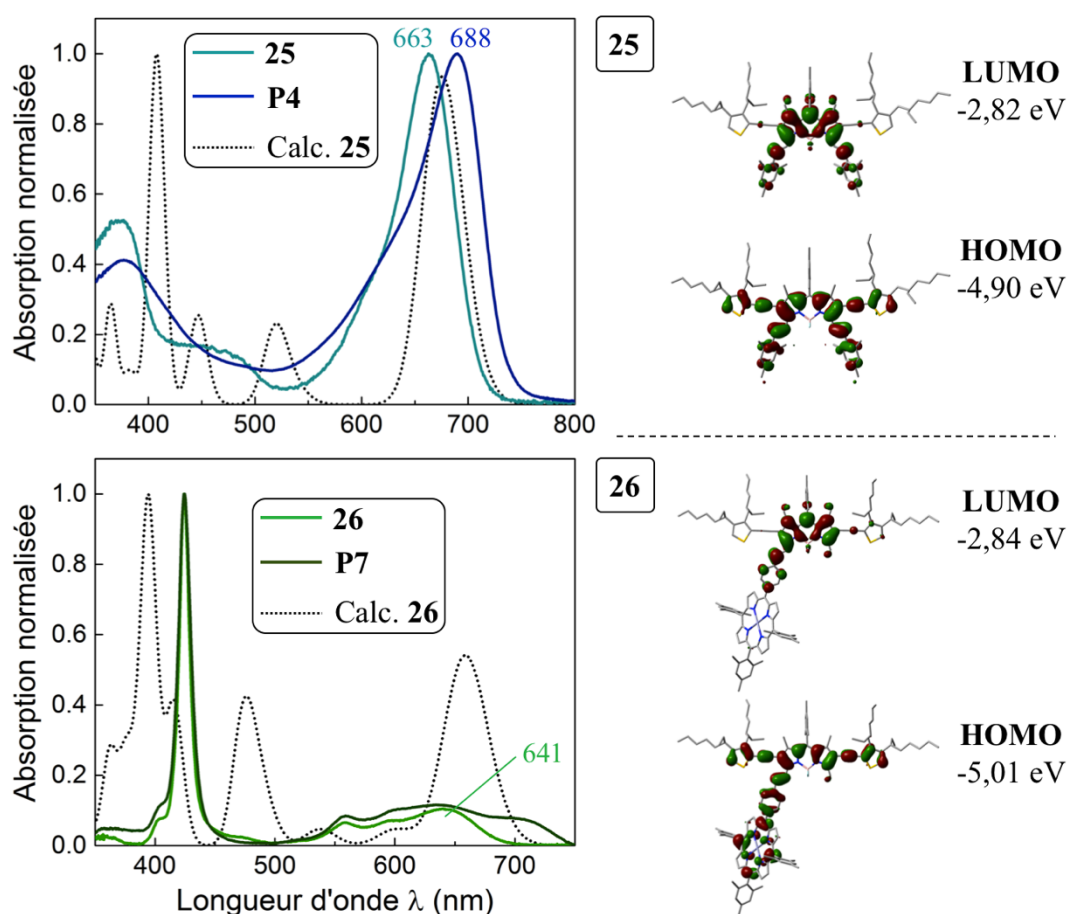 663 688
25
P4
Calc. 25
Absorption normalisée
1.0
0.8
0.6
0.4
0.2
0.0
400 500 600 700 800
25
LUMO
-2,82 eV
HOMO
-4,90 eV
26
P7
Calc. 26
641
Absorption normalisée
1.0
0.8
0.6
0.4
0.2
0.0
400 500 600 700
Longueur d'onde λ (nm)
26
LUMO
-2,84 eV
HOMO
-5,01 eV